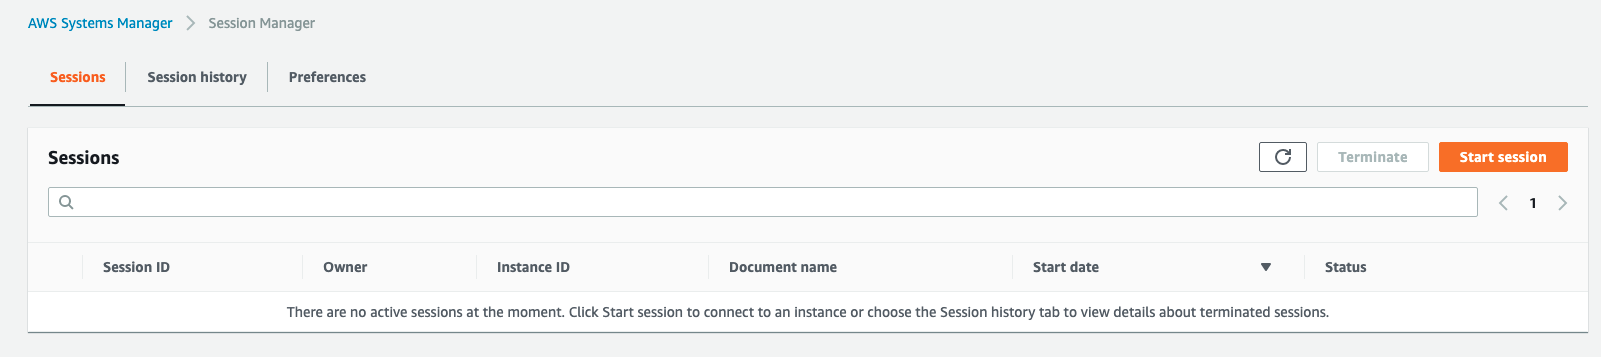 AWS Systems Manager > Session Manager
Sessions Session history Preferences
Sessions Terminate Start session
1
Session ID Owner Instance ID Document name Start date Status
There are no active sessions at the moment. Click Start session to connect to an instance or choose the Session history tab to view details about terminated sessions.